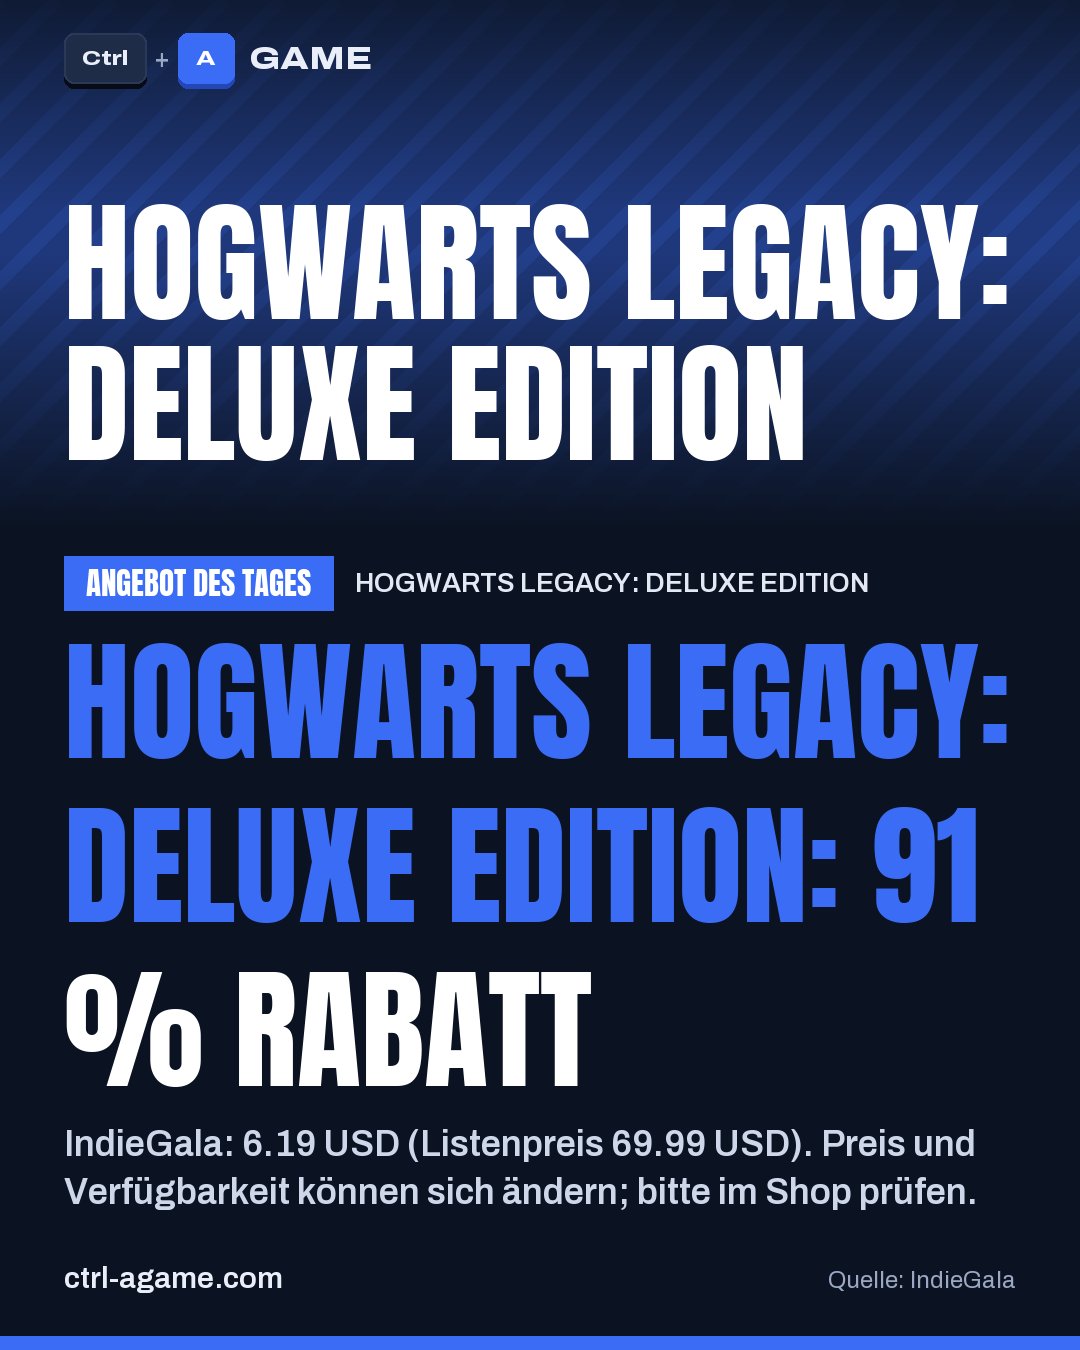 Ctrl + A GAME
HOGWARTS LEGACY:
DELUXE EDITION
ANGEBOT DES TAGES HOGWARTS LEGACY: DELUXE EDITION
HOGWARTS LEGACY:
DELUXE EDITION: 91
% RABATT
IndieGala: 6.19 USD (Listenpreis 69.99 USD). Preis und
Verfügbarkeit können sich ändern; bitte im Shop prüfen.
ctrl-agame.com Quelle: IndieGala